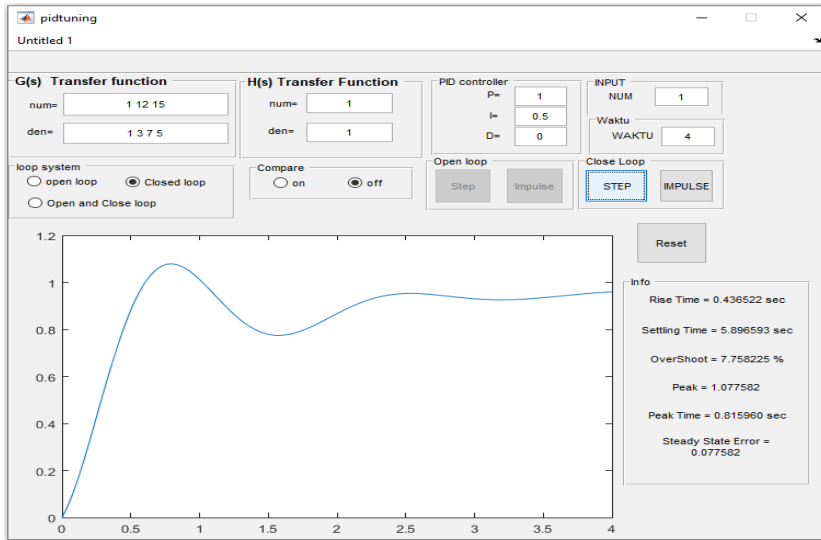 pidtuning
Untitled 1
G(s) Transfer function
num= 1 12 15
den= 1 3 7 5
H(s) Transfer Function
num= 1
den= 1
PID controller
P= 1
I= 0.5
D= 0
INPUT
NUM 1
Waktu
WAKTU 4
loop system
open loop Closed loop
Open and Close loop
Compare
on off
Open loop
Step Impulse
Close Loop
STEP IMPULSE
Reset
1.2
1
0.8
0.6
0.4
0.2
0
0 0.5 1 1.5 2 2.5 3 3.5 4
Info
Rise Time = 0.436522 sec
Settling Time = 5.896593 sec
OverShoot = 7.758225 %
Peak = 1.077582
Peak Time = 0.815960 sec
Steady State Error =
0.077582